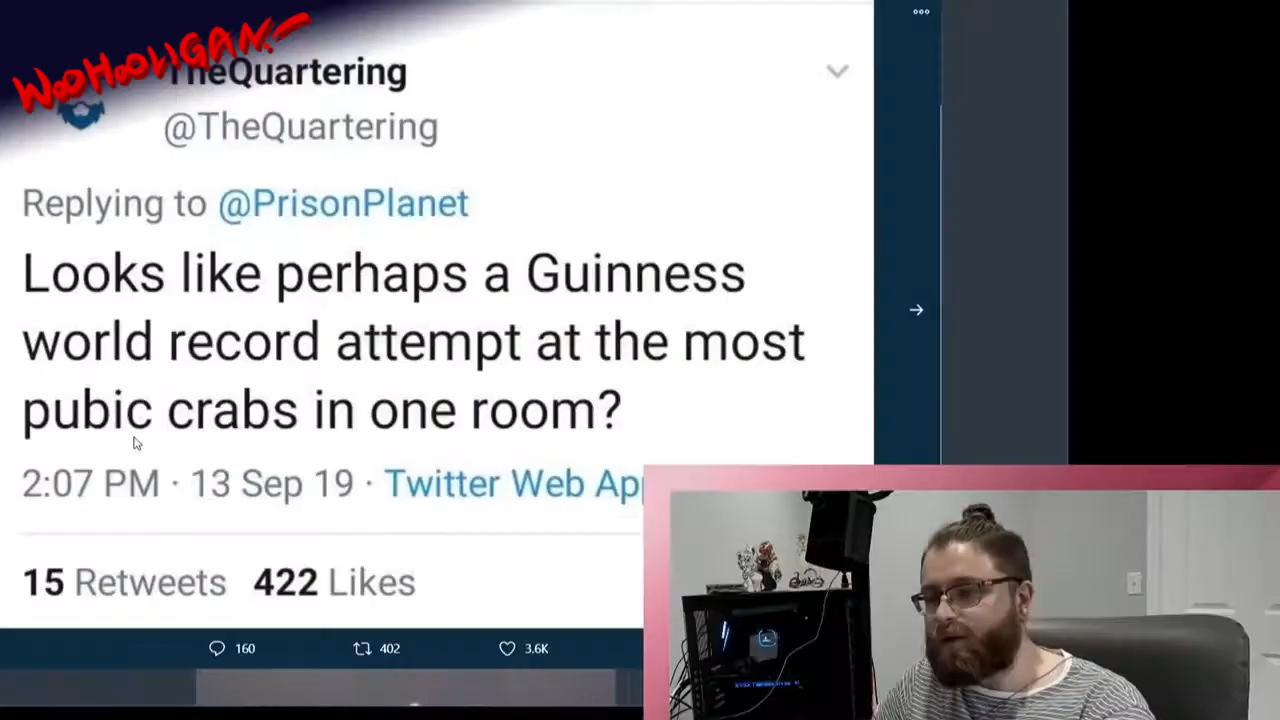 WOOHOOLIGAN
TheQuartering
@TheQuartering
Replying to @PrisonPlanet
Looks like perhaps a Guinness
world record attempt at the most
pubic crabs in one room?
2:07 PM · 13 Sep 19 · Twitter Web Ap
15 Retweets 422 Likes
160 402 3.6K